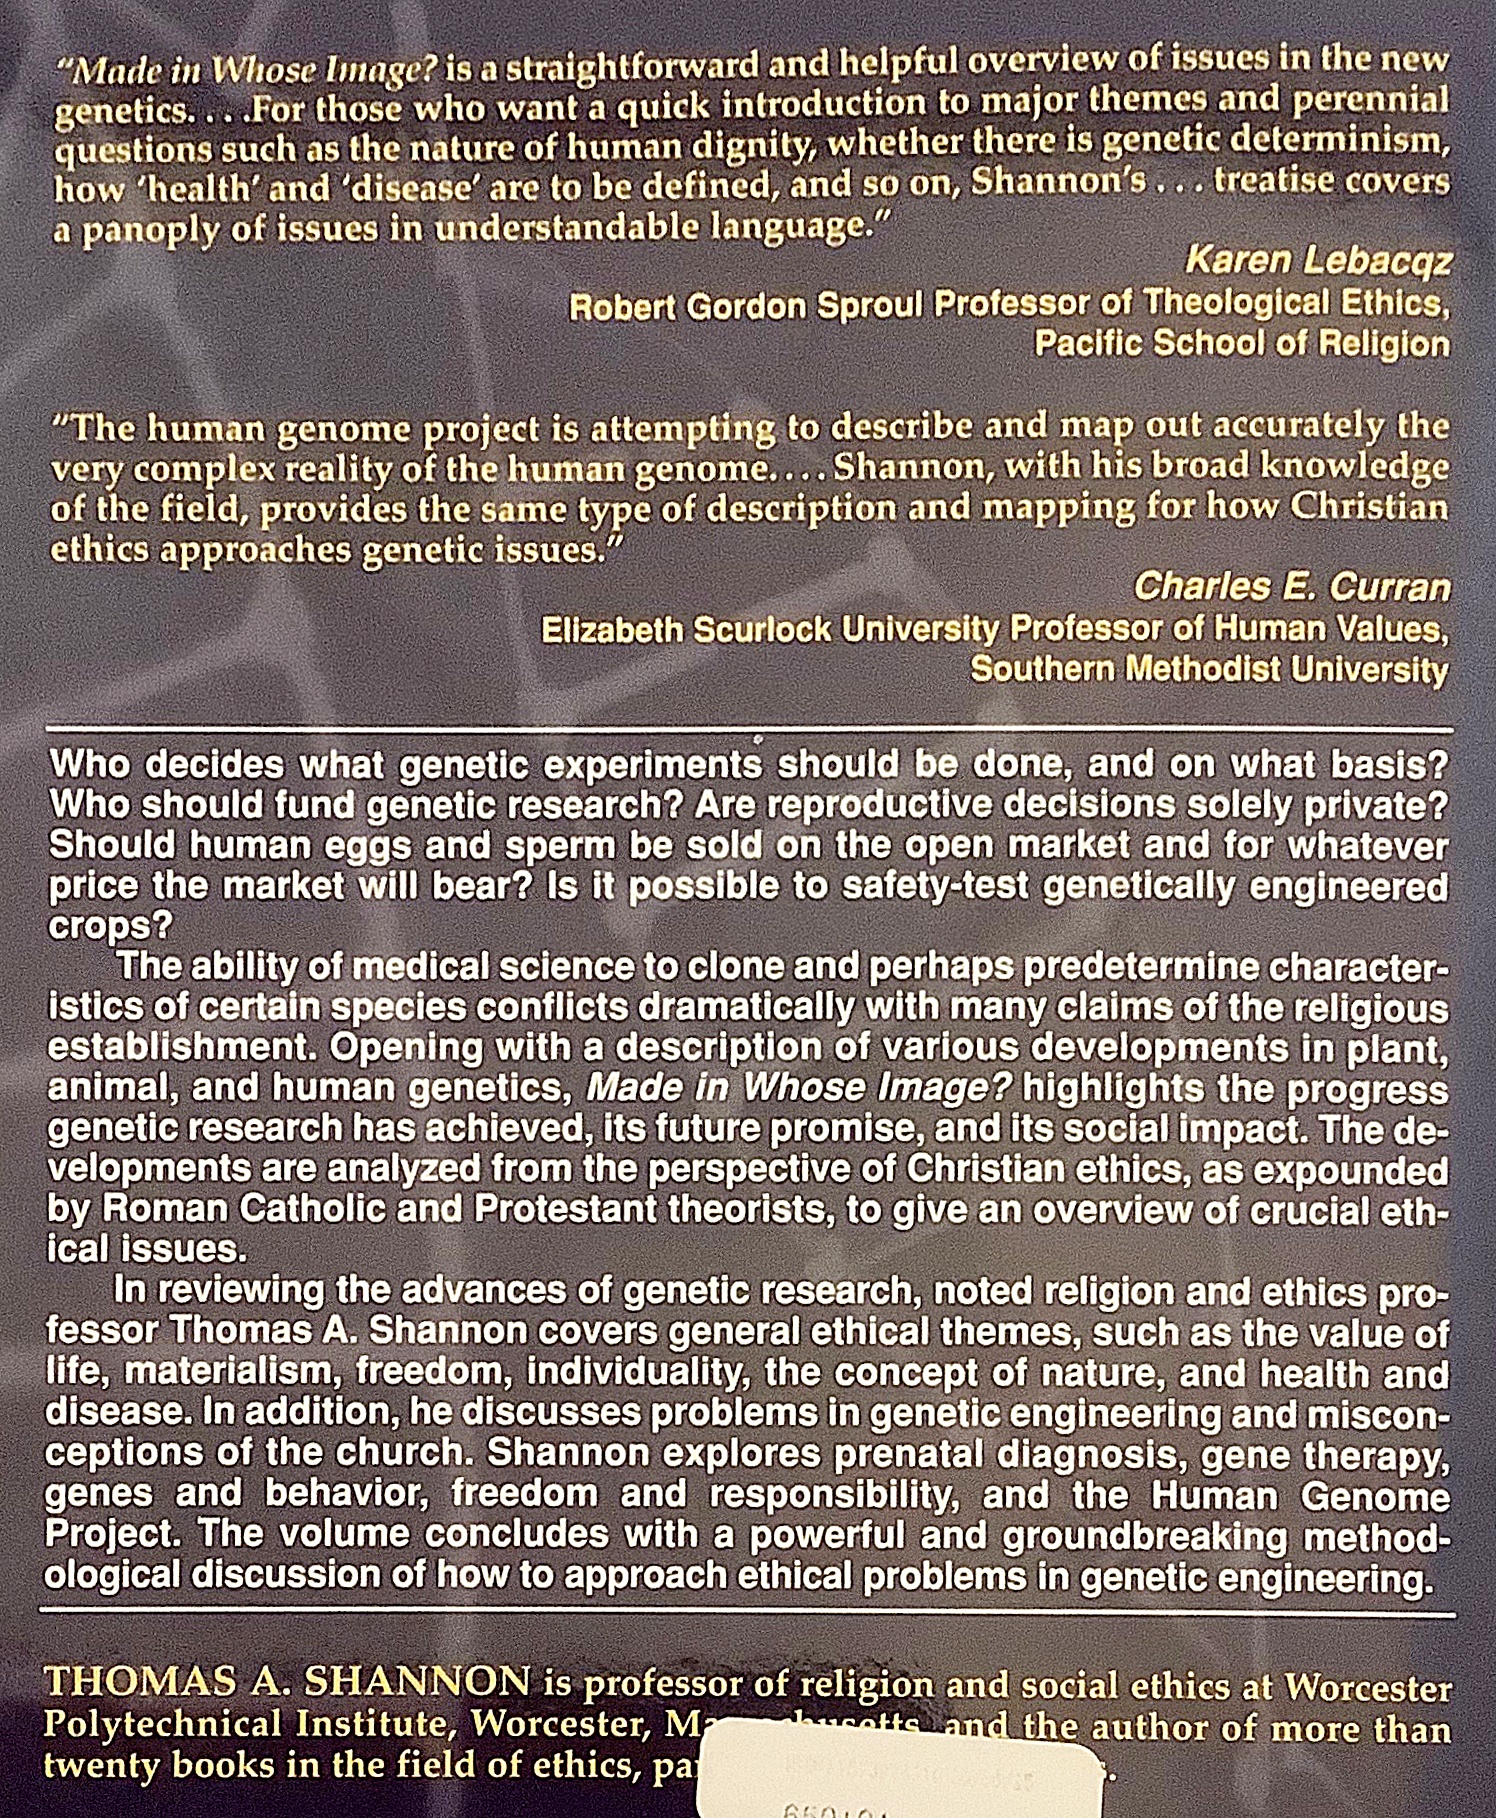 "Made in Whose Image? is a straightforward and helpful overview of issues in the new
genetics. . . .For those who want a quick introduction to major themes and perennial
questions such as the nature of human dignity, whether there is genetic determinism,
how 'health' and 'disease' are to be defined, and so on, Shannon's . . . treatise covers
a panoply of issues in understandable language."
Karen Lebacqz
Robert Gordon Sproul Professor of Theological Ethics,
Pacific School of Religion
"The human genome project is attempting to describe and map out accurately the
very complex reality of the human genome. . . . Shannon, with his broad knowledge
of the field, provides the same type of description and mapping for how Christian
ethics approaches genetic issues."
Charles E. Curran
Elizabeth Scurlock University Professor of Human Values,
Southern Methodist University
Who decides what genetic experiments should be done, and on what basis?
Who should fund genetic research? Are reproductive decisions solely private?
Should human eggs and sperm be sold on the open market and for whatever
price the market will bear? Is it possible to safety-test genetically engineered
crops?
The ability of medical science to clone and perhaps predetermine character-
istics of certain species conflicts dramatically with many claims of the religious
establishment. Opening with a description of various developments in plant,
animal, and human genetics, Made in Whose Image? highlights the progress
genetic research has achieved, its future promise, and its social impact. The de-
velopments are analyzed from the perspective of Christian ethics, as expounded
by Roman Catholic and Protestant theorists, to give an overview of crucial eth-
ical issues.
In reviewing the advances of genetic research, noted religion and ethics pro-
fessor Thomas A. Shannon covers general ethical themes, such as the value of
life, materialism, freedom, individuality, the concept of nature, and health and
disease. In addition, he discusses problems in genetic engineering and miscon-
ceptions of the church. Shannon explores prenatal diagnosis, gene therapy,
genes and behavior, freedom and responsibility, and the Human Genome
Project. The volume concludes with a powerful and groundbreaking method-
ological discussion of how to approach ethical problems in genetic engineering.
THOMAS A. SHANNON is professor of religion and social ethics at Worcester
Polytechnical Institute, Worcester, Massachusetts, and the author of more than
twenty books in the field of ethics,